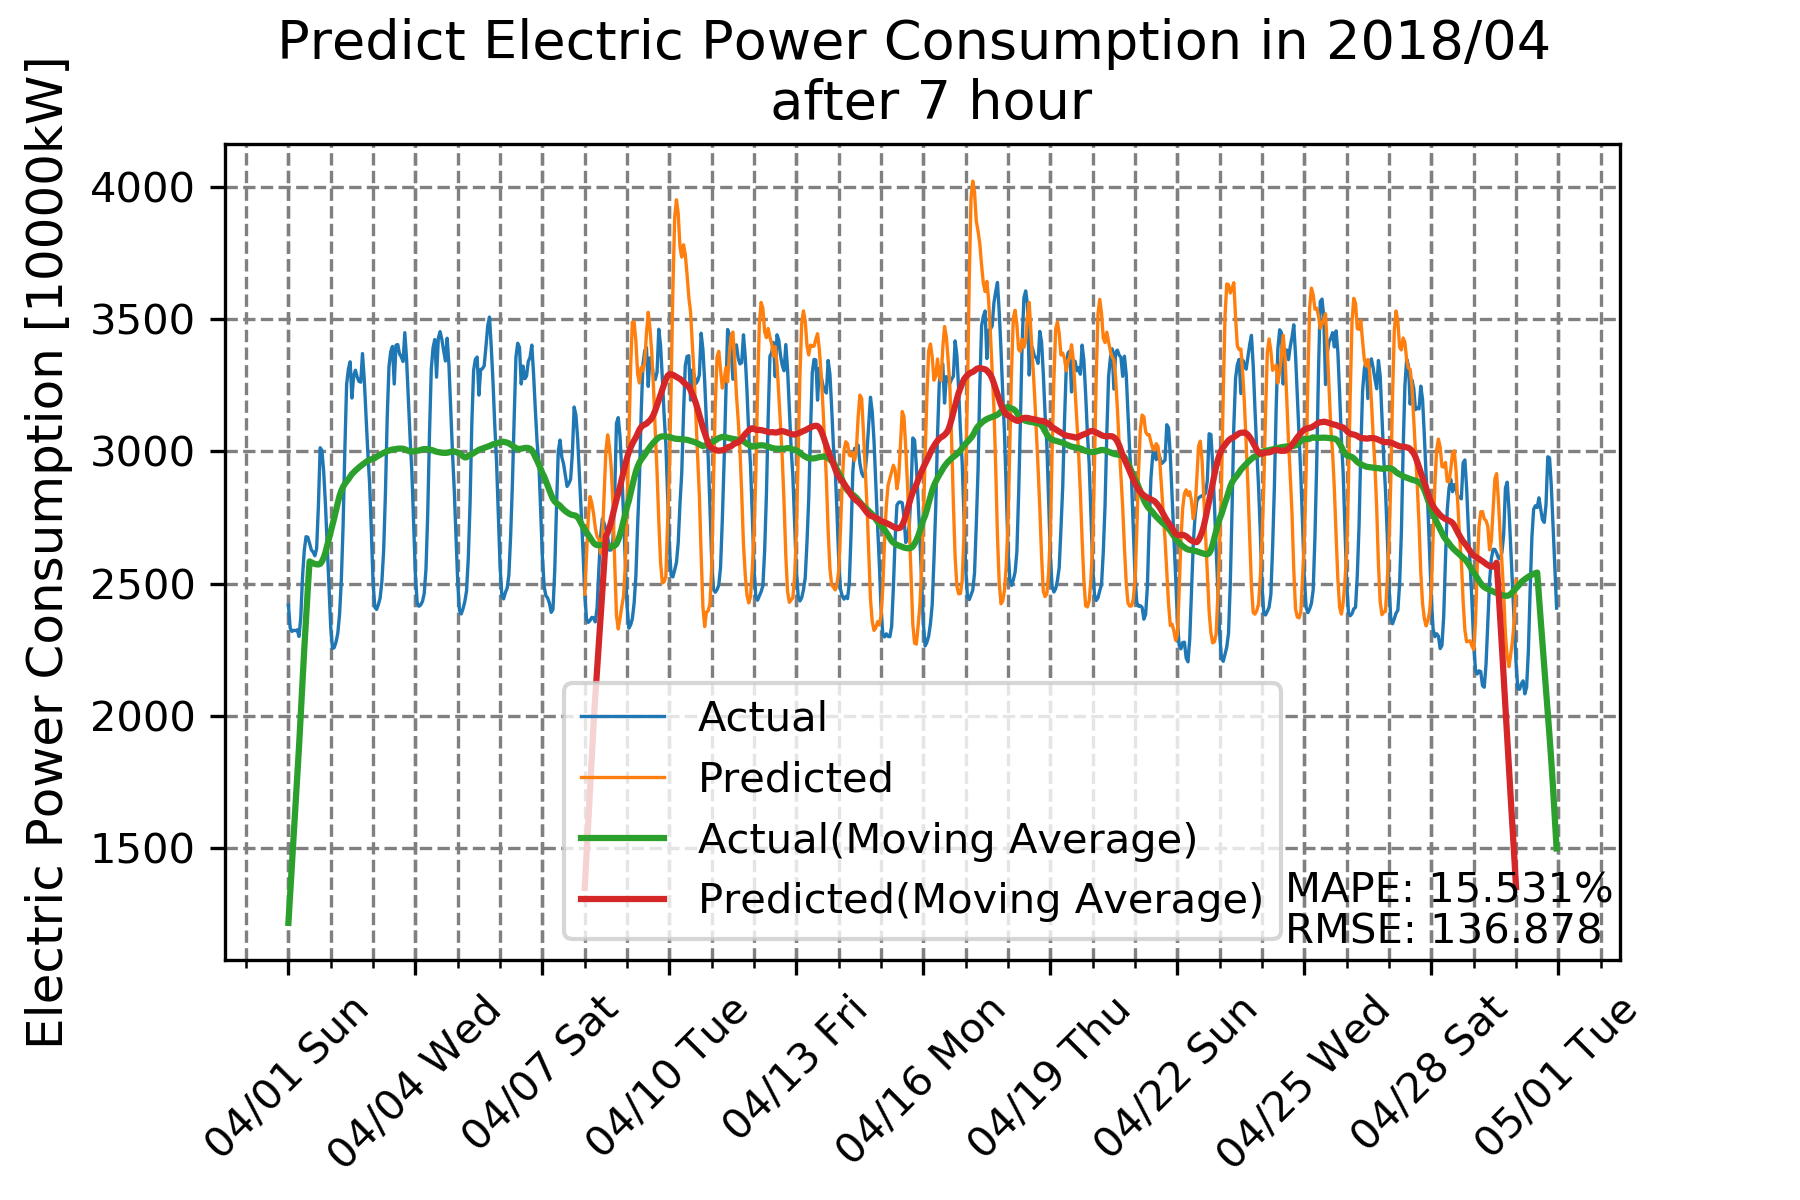 Predict Electric Power Consumption in 2018/04
after 7 hour
Electric Power Consumption [10000kW]
4000
3500
3000
2500
2000
1500
Actual
Predicted
Actual(Moving Average)
Predicted(Moving Average)
MAPE: 15.531%
RMSE: 136.878
04/01 Sun
04/04 Wed
04/07 Sat
04/10 Tue
04/13 Fri
04/16 Mon
04/19 Thu
04/22 Sun
04/25 Wed
04/28 Sat
05/01 Tue